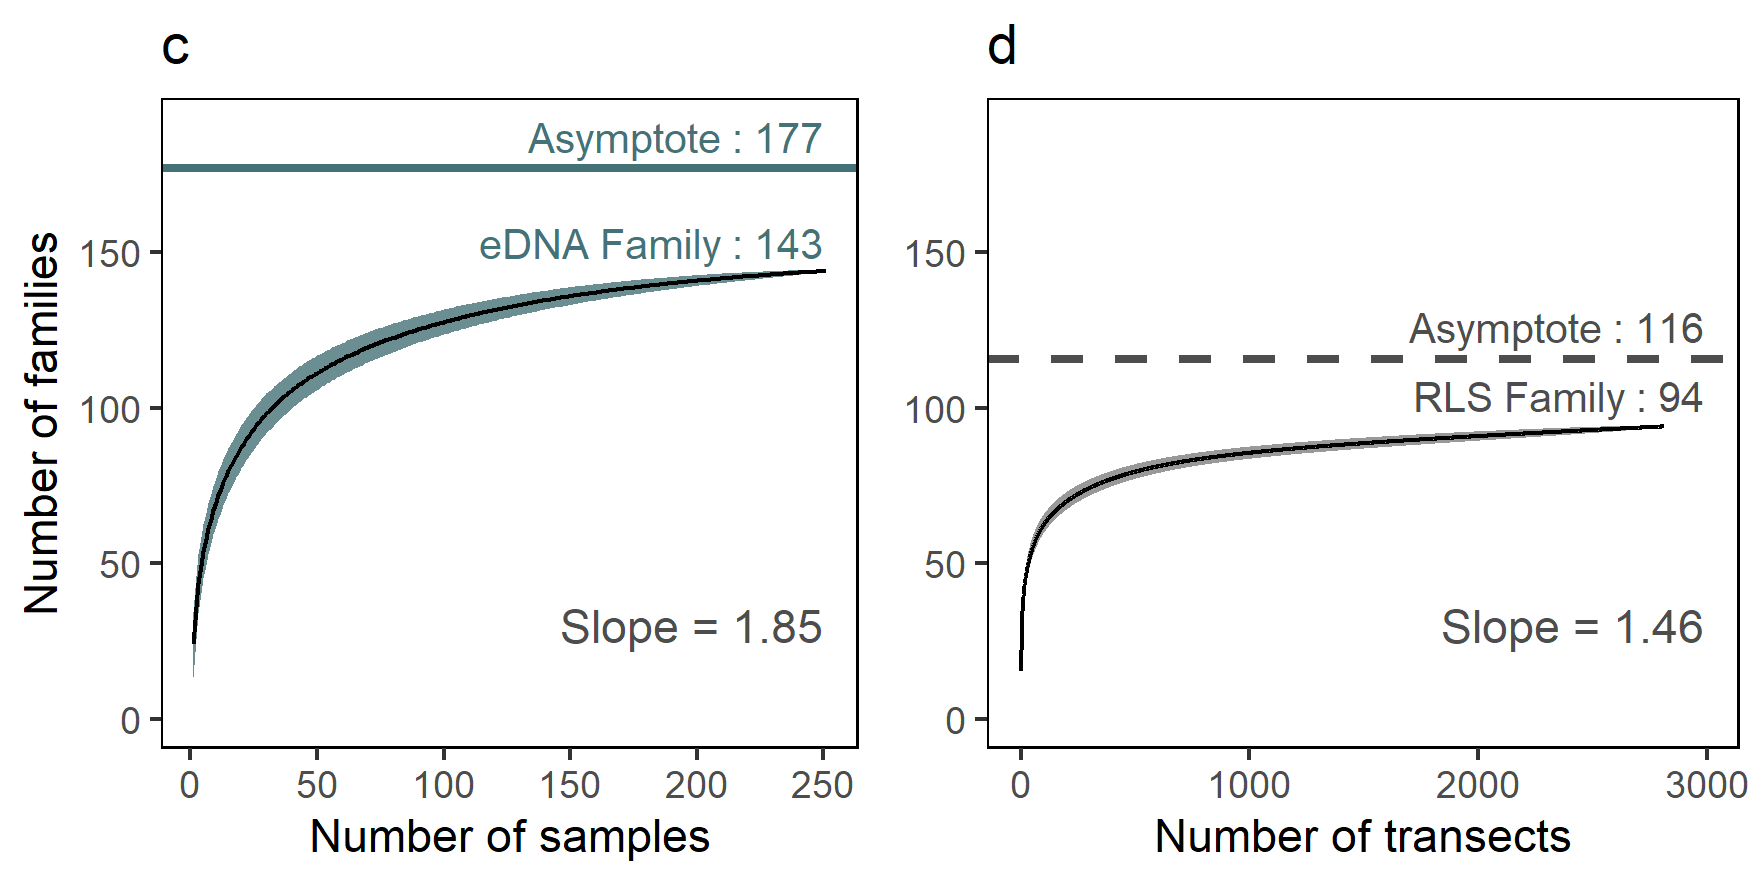 c
Asymptote : 177
eDNA Family : 143
Slope = 1.85
Number of families
150
100
50
0
0 50 100 150 200 250
Number of samples
d
Asymptote : 116
RLS Family : 94
Slope = 1.46
150
100
50
0
0 1000 2000 3000
Number of transects